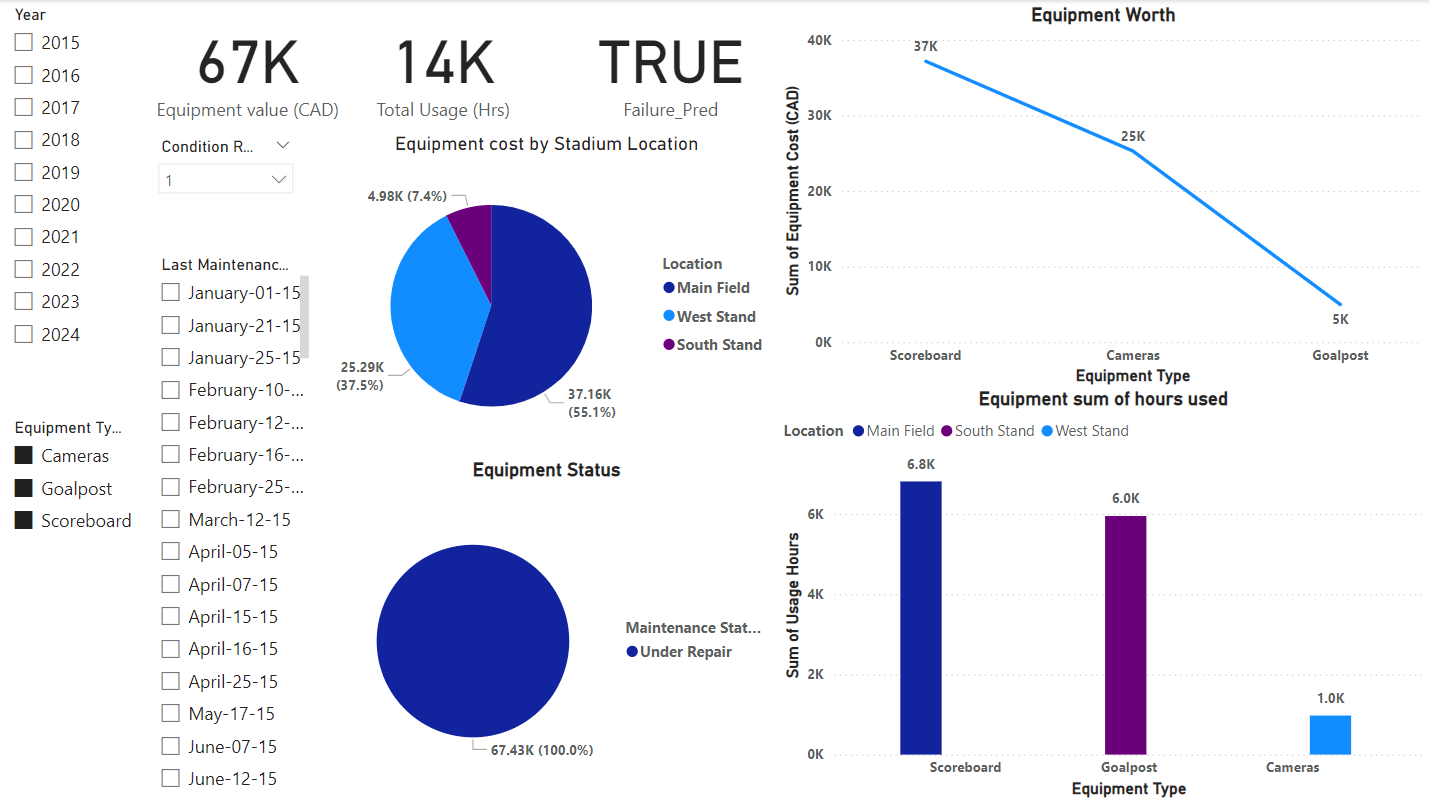 Year
2015
2016
2017
2018
2019
2020
2021
2022
2023
2024
Equipment Ty...
Cameras
Goalpost
Scoreboard
67K
Equipment value (CAD)
14K
Total Usage (Hrs)
TRUE
Failure_Pred
Condition R...
1
Last Maintenanc...
January-01-15
January-21-15
January-25-15
February-10-...
February-12-...
February-16-...
February-25-...
March-12-15
April-05-15
April-07-15
April-15-15
April-16-15
April-25-15
May-17-15
June-07-15
June-12-15
Equipment cost by Stadium Location
4.98K (7.4%)
25.29K
(37.5%)
37.16K
(55.1%)
Location
Main Field
West Stand
South Stand
Equipment Status
67.43K (100.0%)
Maintenance Stat...
Under Repair
Equipment Worth
Sum of Equipment Cost (CAD)
40K
30K
20K
10K
0K
37K
25K
5K
Scoreboard
Cameras
Goalpost
Equipment Type
Equipment sum of hours used
Location Main Field South Stand West Stand
Sum of Usage Hours
6K
4K
2K
0K
6.8K
6.0K
1.0K
Scoreboard
Goalpost
Cameras
Equipment Type